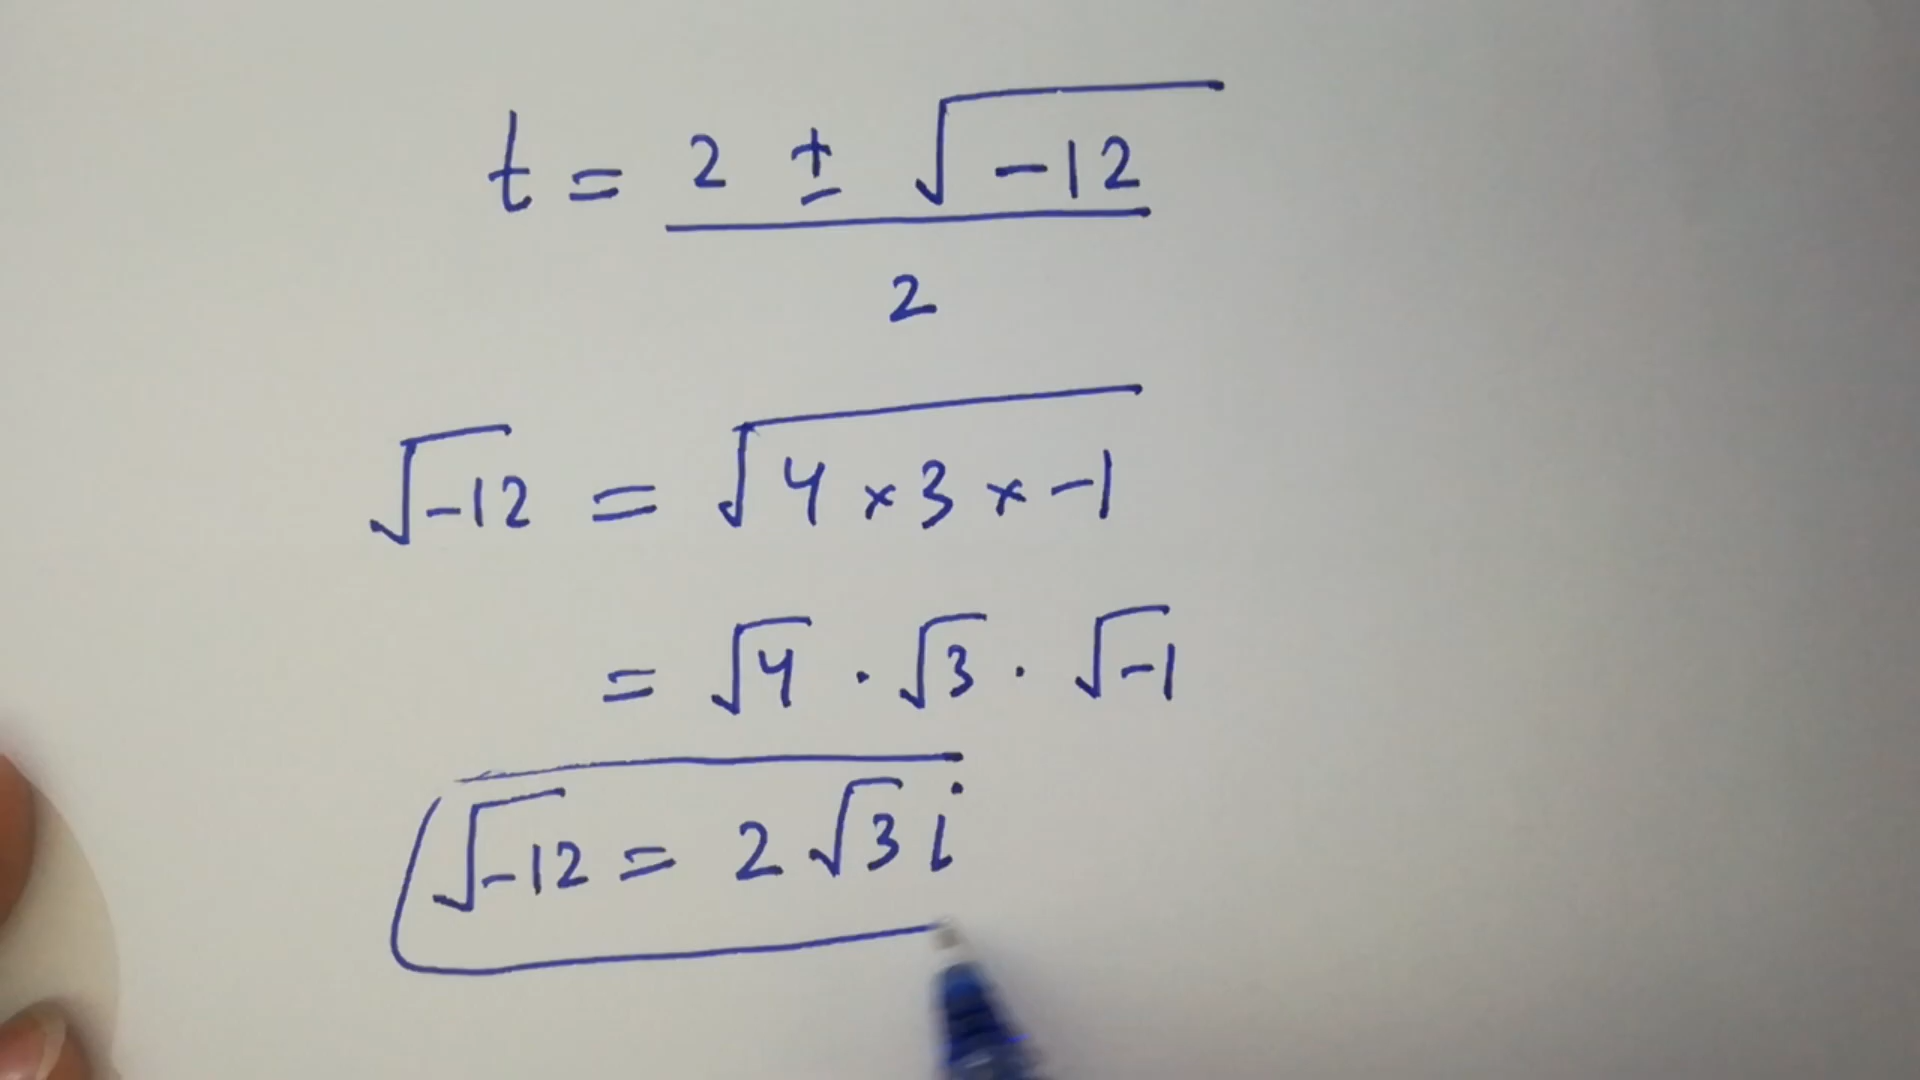 t = 2 ± √-12
2
√-12 = √4 × 3 × -1
= √4 · √3 · √-1
√-12 = 2 √3 i